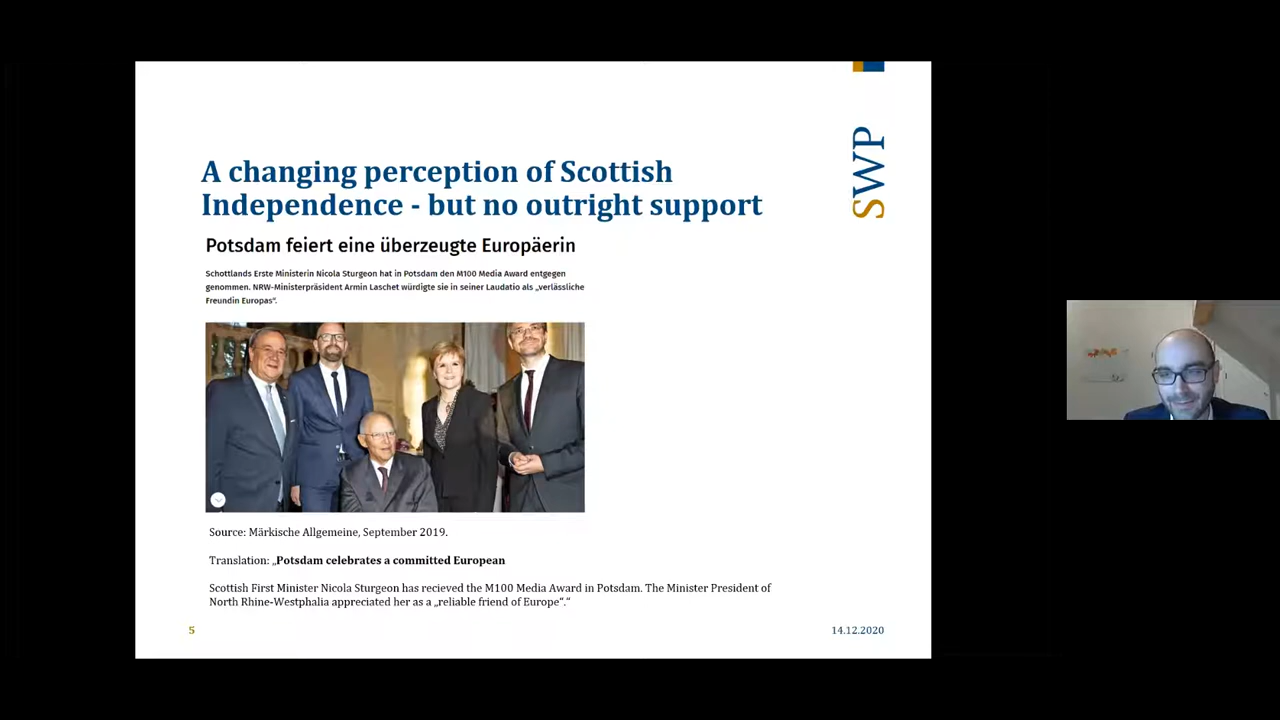 SWP
A changing perception of Scottish
Independence - but no outright support
Potsdam feiert eine überzeugte Europäerin
Schottlands Erste Ministerin Nicola Sturgeon hat in Potsdam den M100 Media Award entgegen
genommen. NRW-Ministerpräsident Armin Laschet würdigte sie in seiner Laudatio als „verlässliche
Freundin Europas“.
Source: Märkische Allgemeine, September 2019.
Translation: „Potsdam celebrates a committed European
Scottish First Minister Nicola Sturgeon has recieved the M100 Media Award in Potsdam. The Minister President of
North Rhine-Westphalia appreciated her as a „reliable friend of Europe“.“
5
14.12.2020